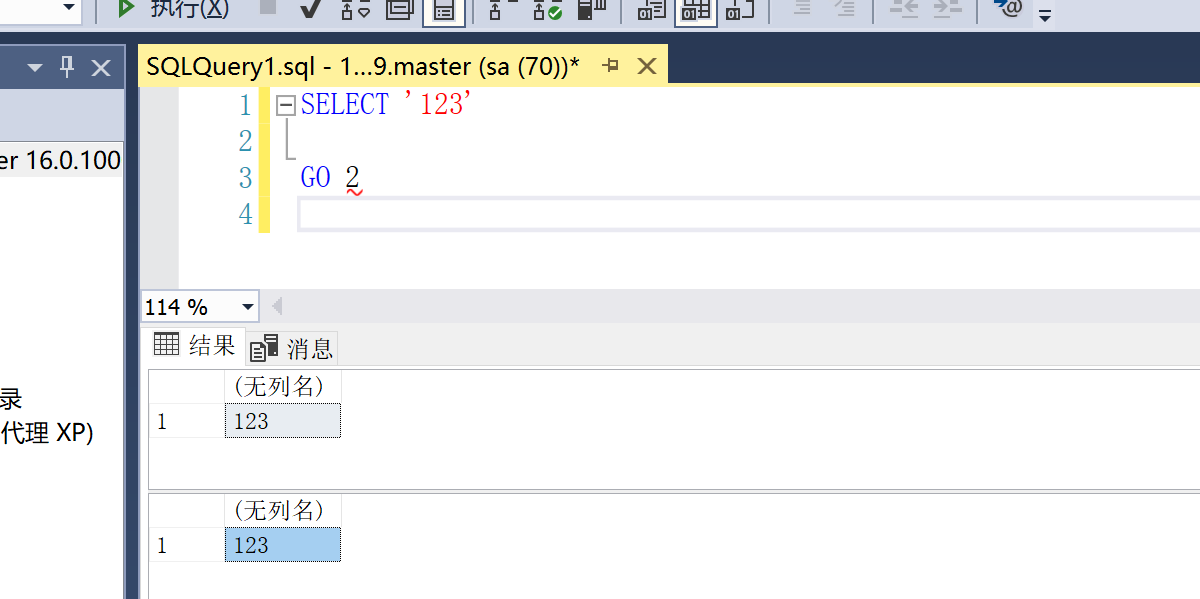 执行(X)
SQLQuery1.sql - 1...9.master (sa (70))*
1 SELECT '123'
2
er 16.0.100
3 GO 2
4
114 %
结果 消息
(无列名)
录
1 123
代理 XP)
(无列名)
1 123